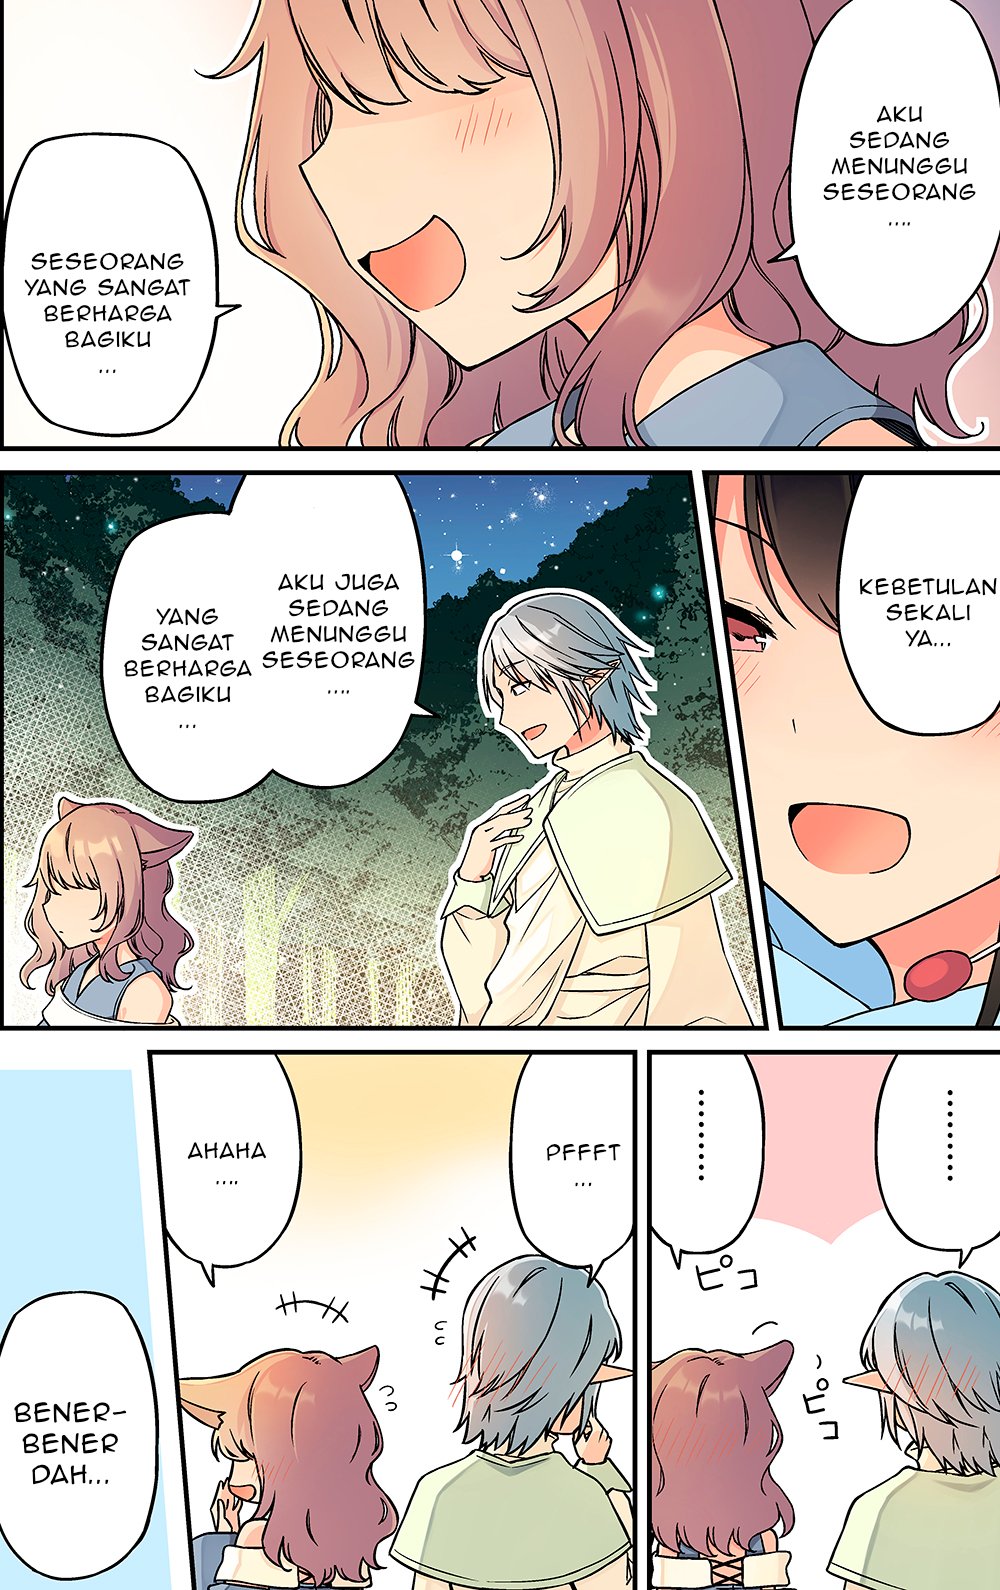 AKU
SEDANG
MENUNGGU
SESEORANG
....
SESEORANG
YANG SANGAT
BERHARGA
BAGIKU
...
KEBETULAN
SEKALI
YA...
AKU JUGA
SEDANG
MENUNGGU
SESEORANG
....
YANG
SANGAT
BERHARGA
BAGIKU
...
..........
..........
ピコ
ピコ
PFFFT
...
AHAHA
....
BENER-
BENER
DAH...